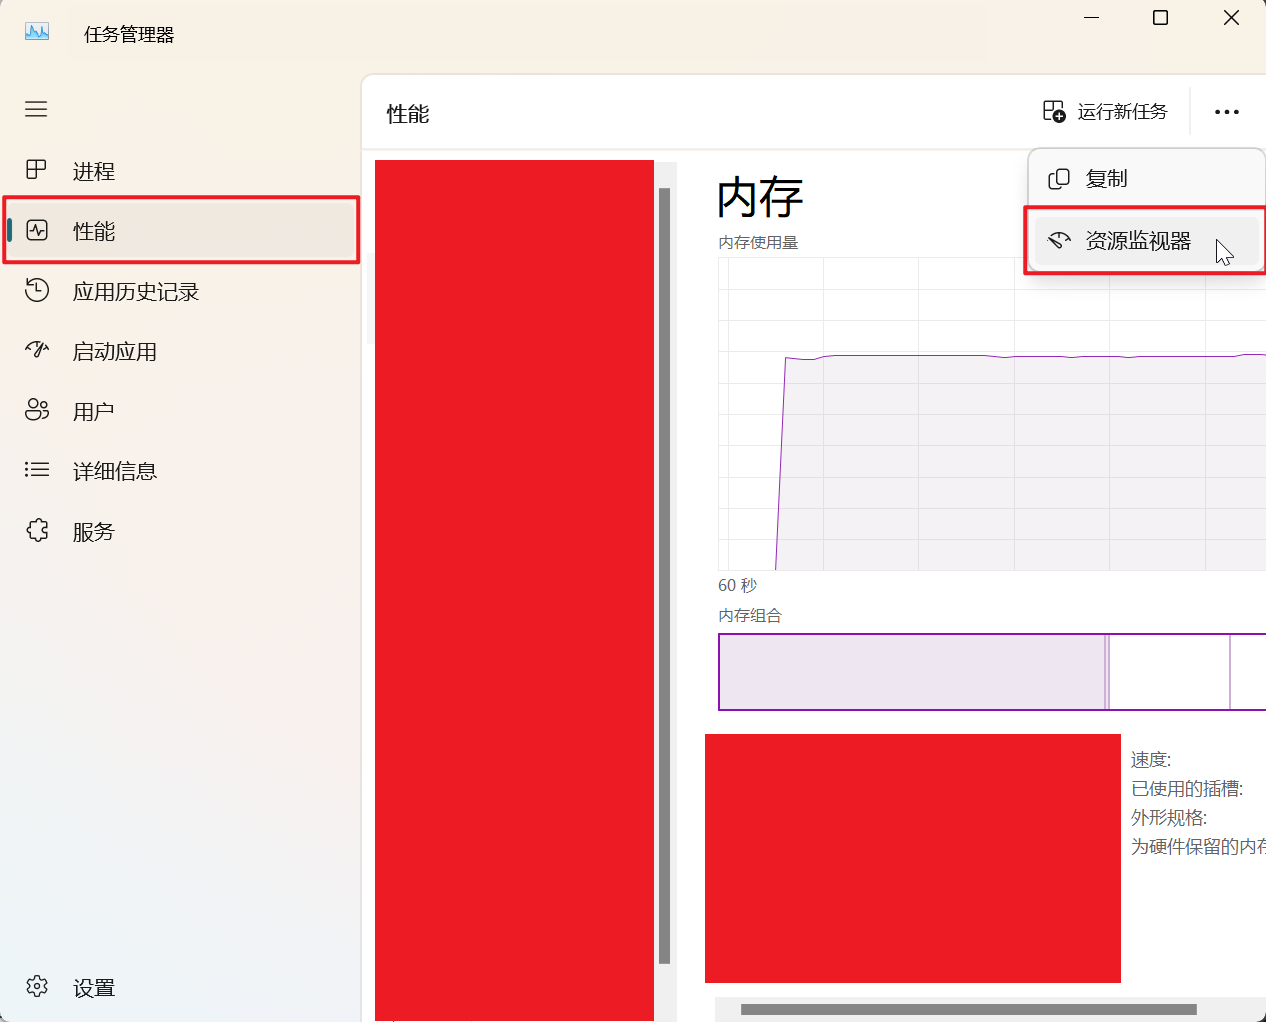 任务管理器
性能
运行新任务
进程
性能
应用历史记录
启动应用
用户
详细信息
服务
设置
复制
资源监视器
内存
内存使用量
60 秒
内存组合
速度:
已使用的插槽:
外形规格:
为硬件保留的内存